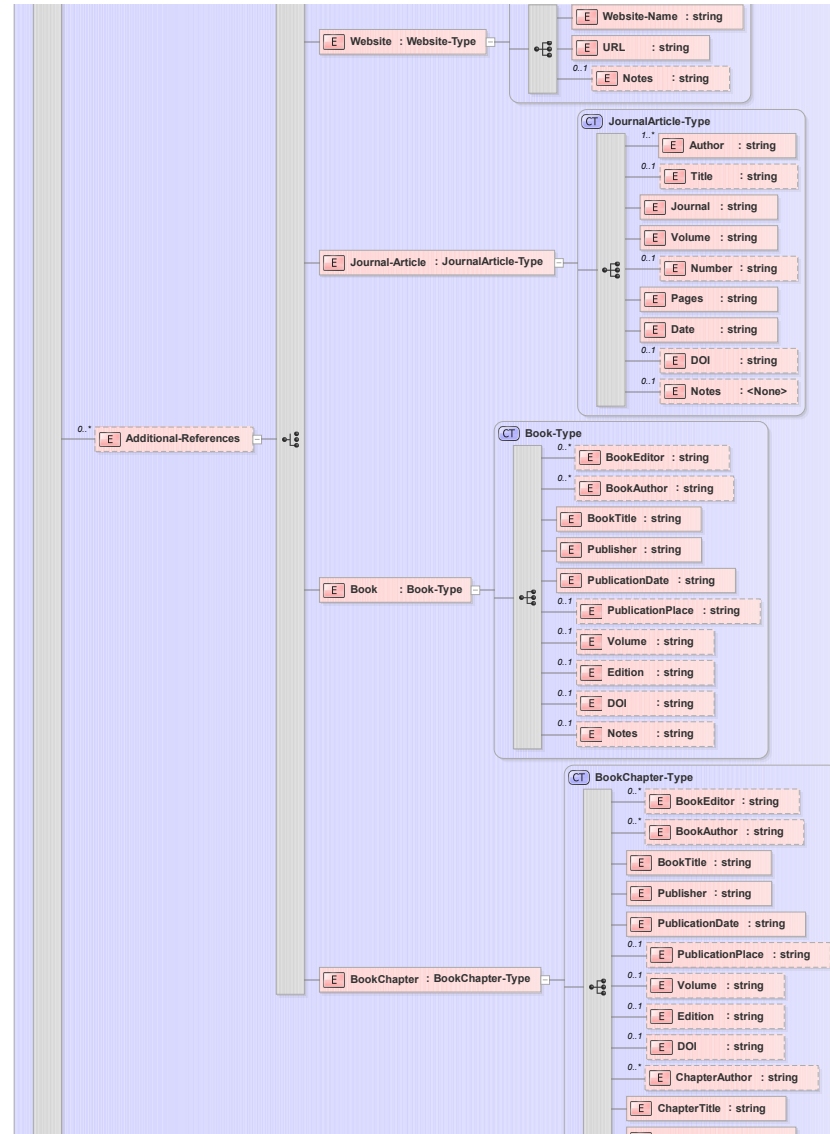 E Website-Name : string
E Website : Website-Type
E URL : string
0..1
E Notes : string
CT JournalArticle-Type
1..*
E Author : string
0..1
E Title : string
E Journal : string
E Volume : string
0..1
E Journal-Article : JournalArticle-Type
E Number : string
E Pages : string
E Date : string
0..1
E DOI : string
0..1
E Notes : <None>
0..*
E Additional-References
CT Book-Type
0..*
E BookEditor : string
0..*
E BookAuthor : string
E BookTitle : string
E Publisher : string
E PublicationDate : string
E Book : Book-Type
0..1
E PublicationPlace : string
0..1
E Volume : string
0..1
E Edition : string
0..1
E DOI : string
0..1
E Notes : string
CT BookChapter-Type
0..*
E BookEditor : string
0..*
E BookAuthor : string
E BookTitle : string
E Publisher : string
E PublicationDate : string
0..1
E PublicationPlace : string
E BookChapter : BookChapter-Type
0..1
E Volume : string
0..1
E Edition : string
0..1
E DOI : string
0..*
E ChapterAuthor : string
E ChapterTitle : string